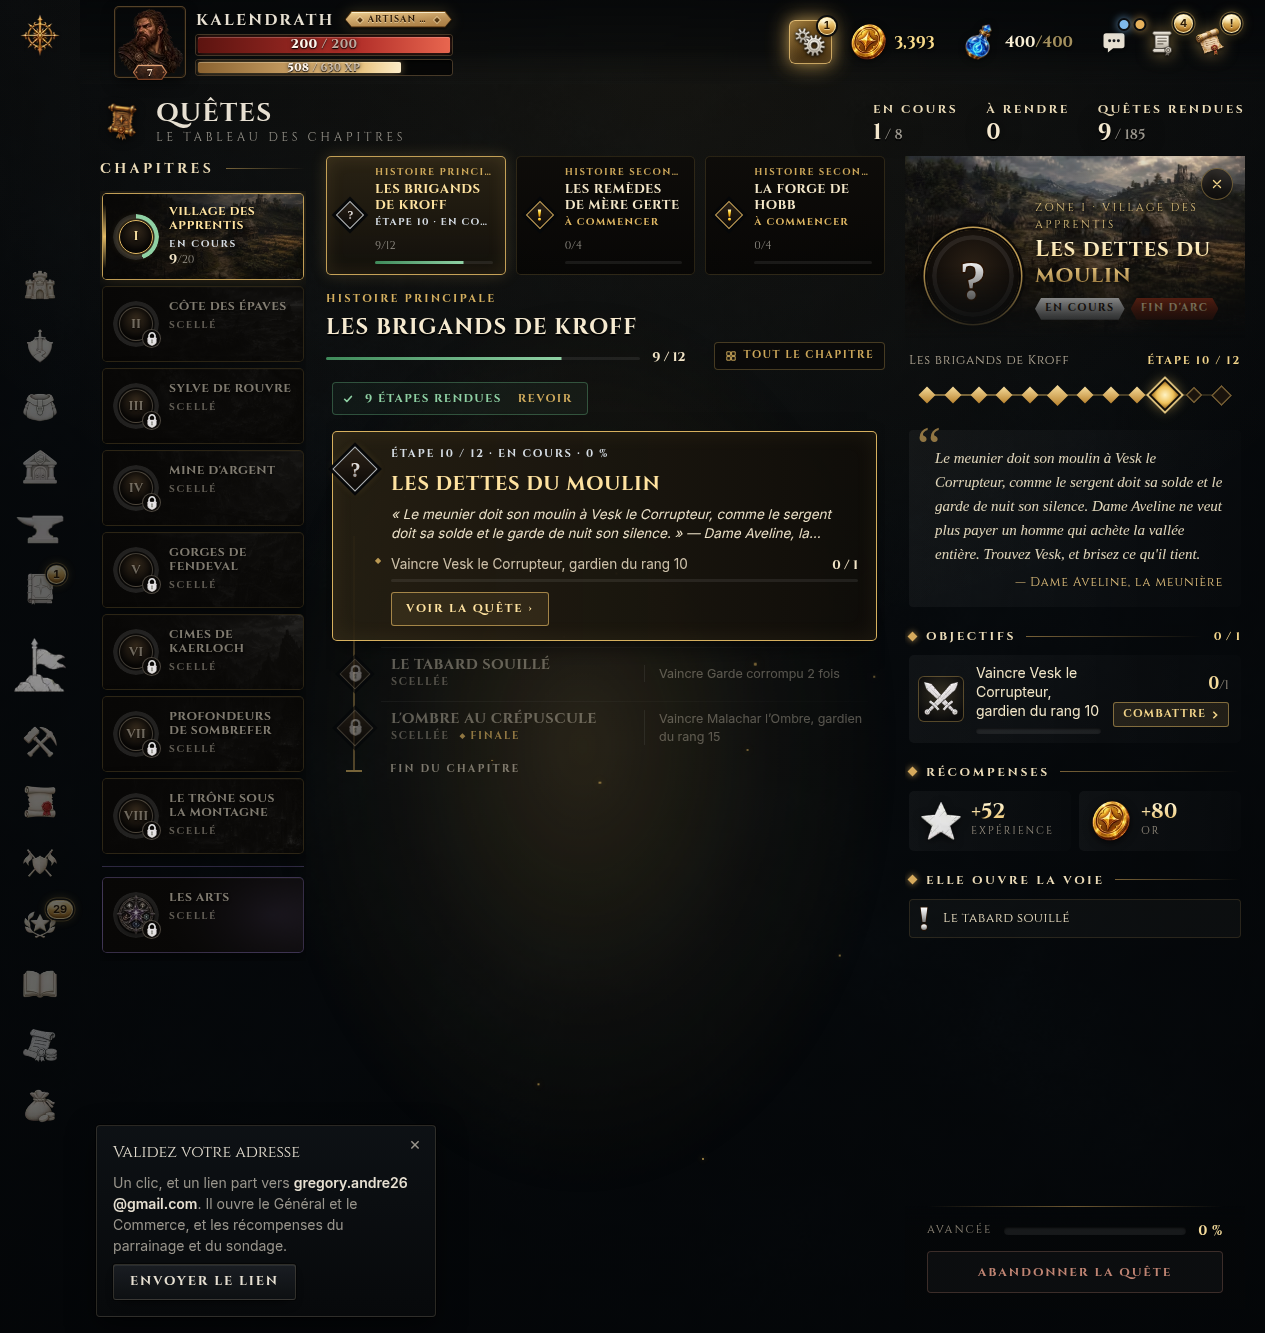 KALENDRATH
ARTISAN ...
200 / 200
508 / 630 XP
7
1
3,393
400/400
4
!
QUÊTES
LE TABLEAU DES CHAPITRES
EN COURS
1 / 8
À RENDRE
0
QUÊTES RENDUES
9 / 185
CHAPITRES
I
VILLAGE DES
APPRENTIS
EN COURS
9/20
II
CÔTE DES ÉPAVES
SCELLÉ
III
SYLVE DE ROUVRE
SCELLÉ
IV
MINE D'ARGENT
SCELLÉ
V
GORGES DE
FENDEVAL
SCELLÉ
VI
CIMES DE
KAERLOCH
SCELLÉ
VII
PROFONDEURS
DE SOMBREFER
SCELLÉ
VIII
LE TRÔNE SOUS
LA MONTAGNE
SCELLÉ
LES ARTS
SCELLÉ
1
29
HISTOIRE PRINCI...
?
LES BRIGANDS
DE KROFF
ÉTAPE 10 · EN CO...
9/12
HISTOIRE SECON...
!
LES REMÈDES
DE MÈRE GERTE
À COMMENCER
0/4
HISTOIRE SECON...
!
LA FORGE DE
HOBB
À COMMENCER
0/4
HISTOIRE PRINCIPALE
LES BRIGANDS DE KROFF
9 / 12
TOUT LE CHAPITRE
9 ÉTAPES RENDUES REVOIR
?
ÉTAPE 10 / 12 · EN COURS · 0 %
LES DETTES DU MOULIN
« Le meunier doit son moulin à Vesk le Corrupteur, comme le sergent
doit sa solde et le garde de nuit son silence. » — Dame Aveline, la...
Vaincre Vesk le Corrupteur, gardien du rang 10 0 / 1
VOIR LA QUÊTE ›
LE TABARD SOUILLÉ
SCELLÉE
Vaincre Garde corrompu 2 fois
L'OMBRE AU CRÉPUSCULE
SCELLÉE FINALE
Vaincre Malachar l'Ombre, gardien
du rang 15
FIN DU CHAPITRE
ZONE I · VILLAGE DES
APPRENTIS
?
LES DETTES DU
MOULIN
EN COURS FIN D'ARC
LES BRIGANDS DE KROFF ÉTAPE 10 / 12
“
Le meunier doit son moulin à Vesk le
Corrupteur, comme le sergent doit sa solde et le
garde de nuit son silence. Dame Aveline ne veut
plus payer un homme qui achète la vallée
entière. Trouvez Vesk, et brisez ce qu'il tient.
— DAME AVELINE, LA MEUNIÈRE
OBJECTIFS 0 / 1
Vaincre Vesk le
Corrupteur,
gardien du rang 10
0/1
COMBATTRE ›
RÉCOMPENSES
+52
EXPÉRIENCE
+80
OR
ELLE OUVRE LA VOIE
! LE TABARD SOUILLÉ
AVANCÉE 0 %
ABANDONNER LA QUÊTE
VALIDEZ VOTRE ADRESSE
Un clic, et un lien part vers gregory.andre26
@gmail.com. Il ouvre le Général et le
Commerce, et les récompenses du
parrainage et du sondage.
ENVOYER LE LIEN